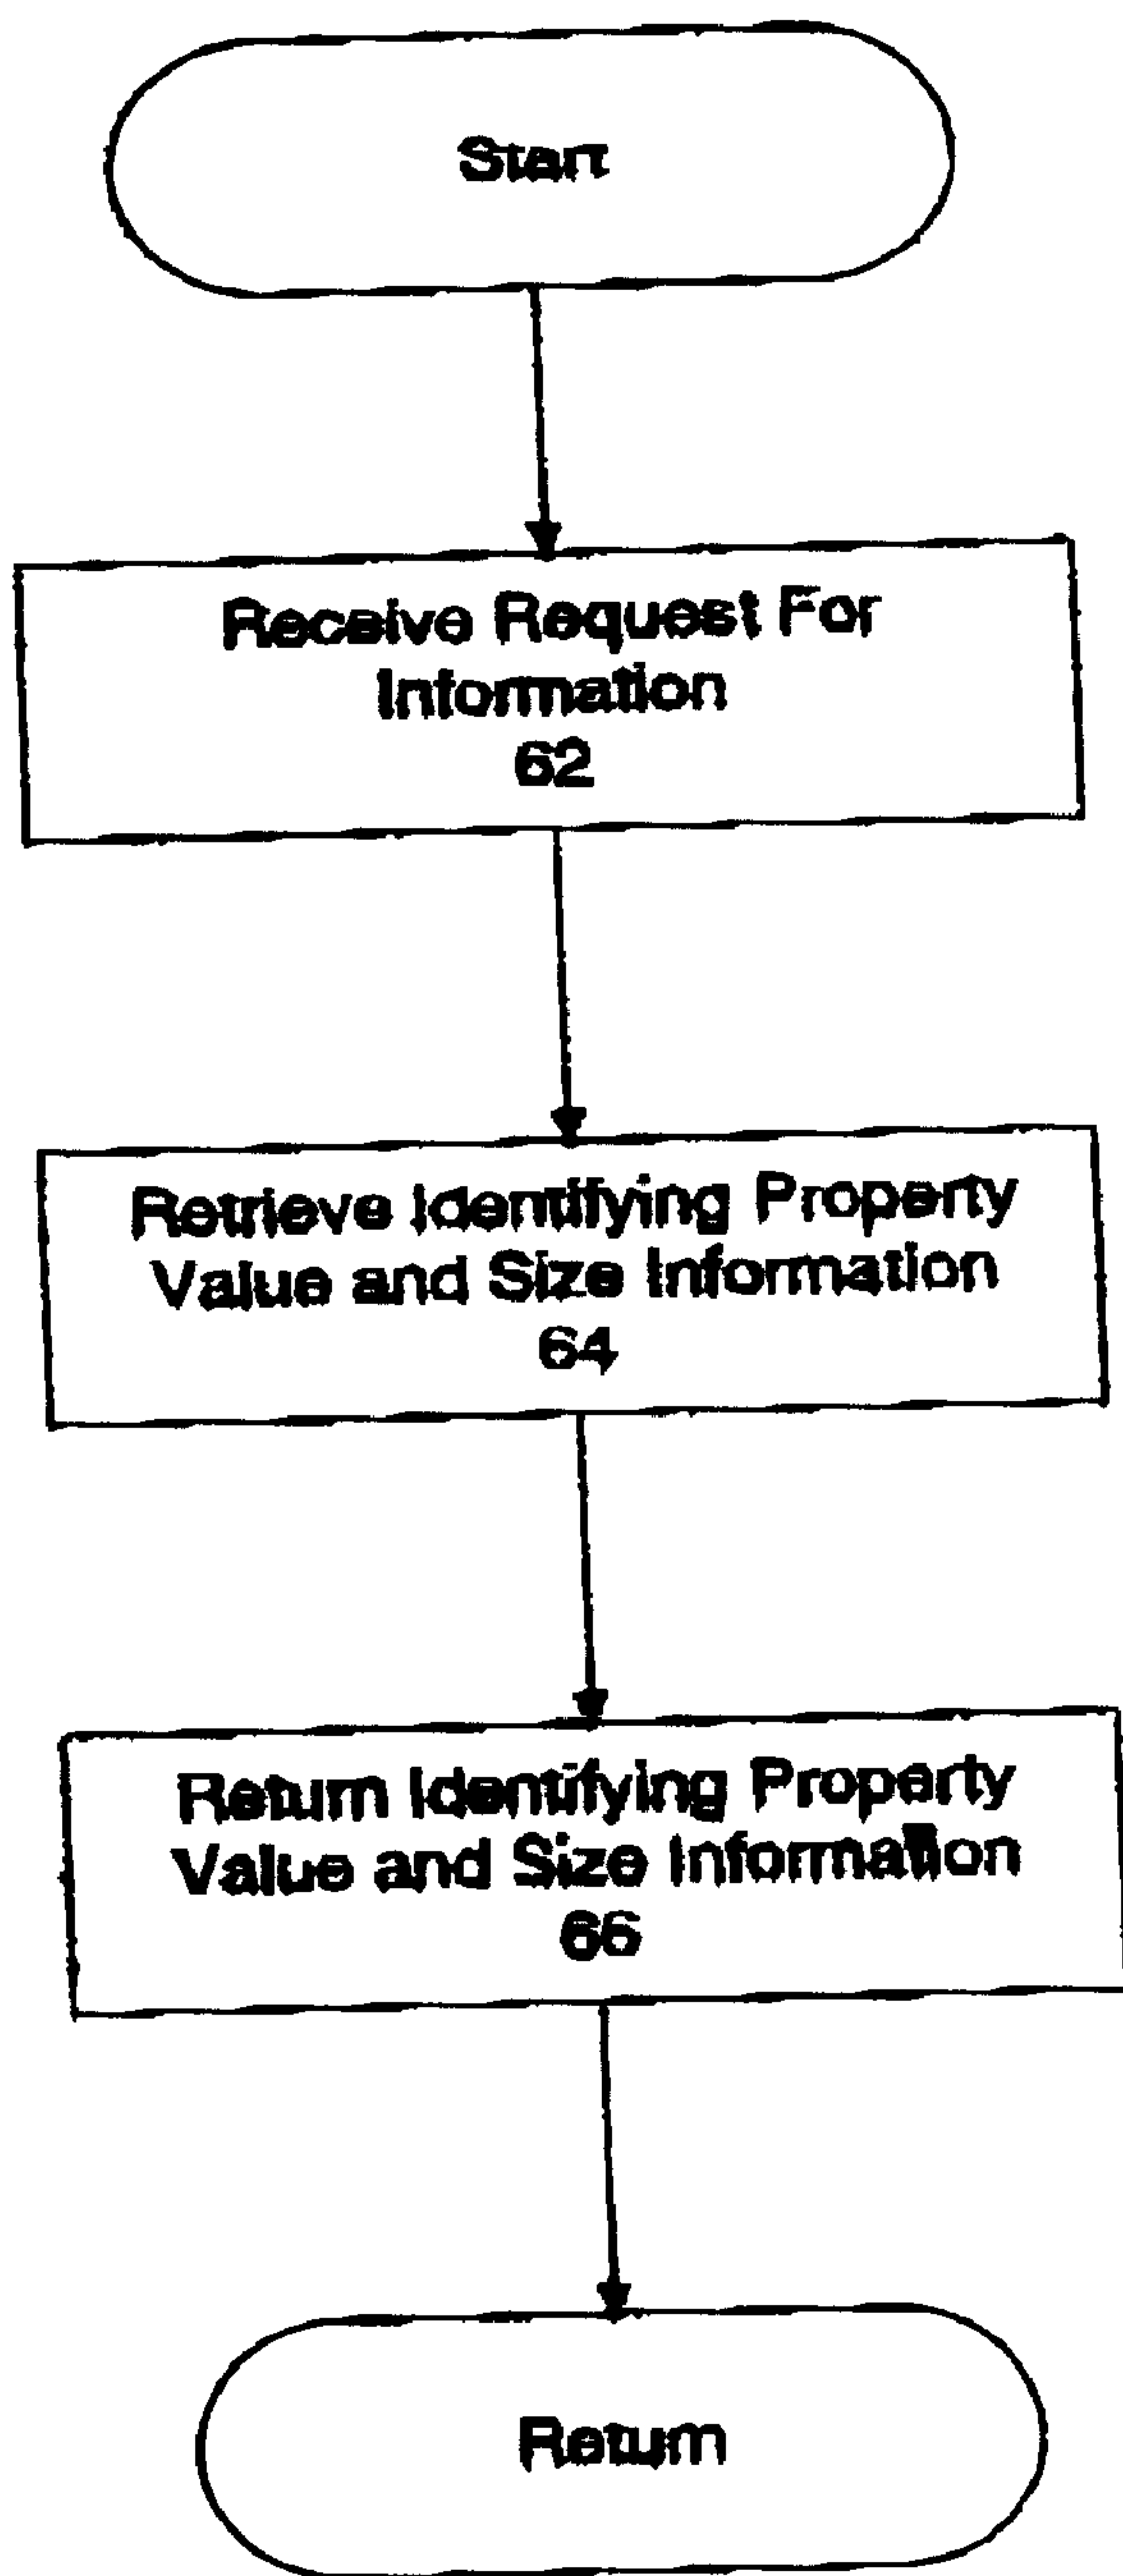 Start
Receive Request For
Information
62
Retrieve Identifying Property
Value and Size Information
64
Return Identifying Property
Value and Size Information
66
Return